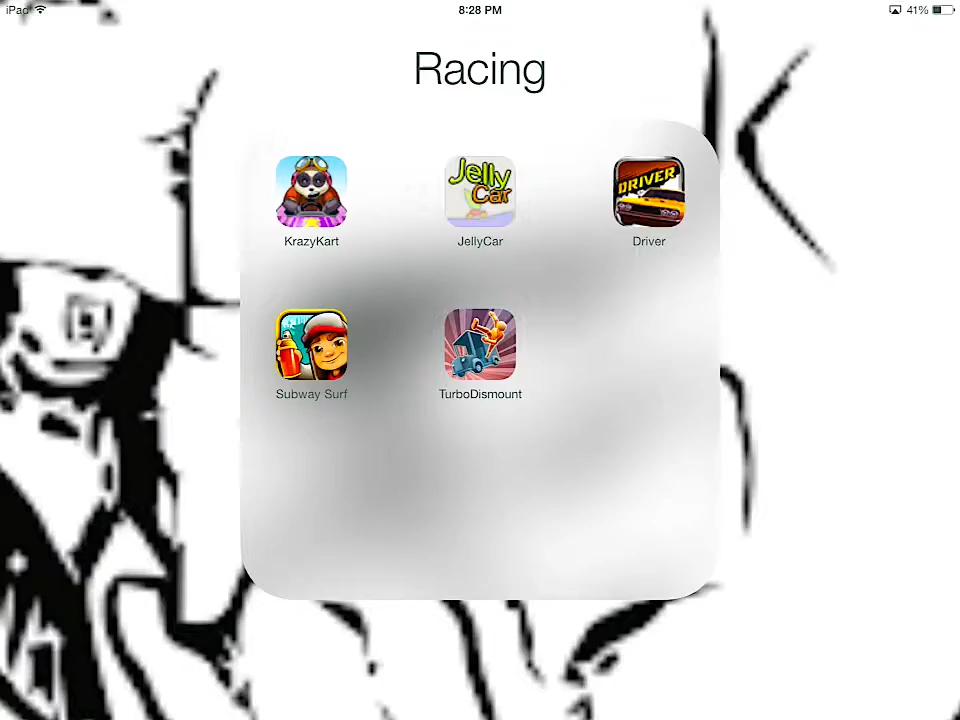 iPad 8:28 PM 41%
Racing
Jelly Car DRIVER
KrazyKart JellyCar Driver
Subway Surf TurboDismount